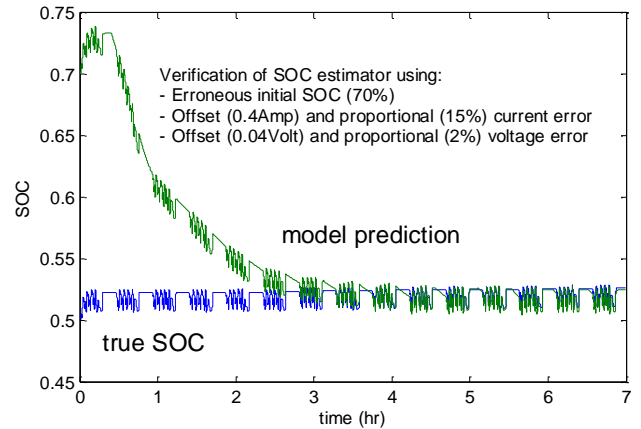 0.75
0.7
0.65
0.6
0.55
0.5
0.45
SOC
Verification of SOC estimator using:
- Erroneous initial SOC (70%)
- Offset (0.4Amp) and proportional (15%) current error
- Offset (0.04Volt) and proportional (2%) voltage error
model prediction
true SOC
0 1 2 3 4 5 6 7
time (hr)